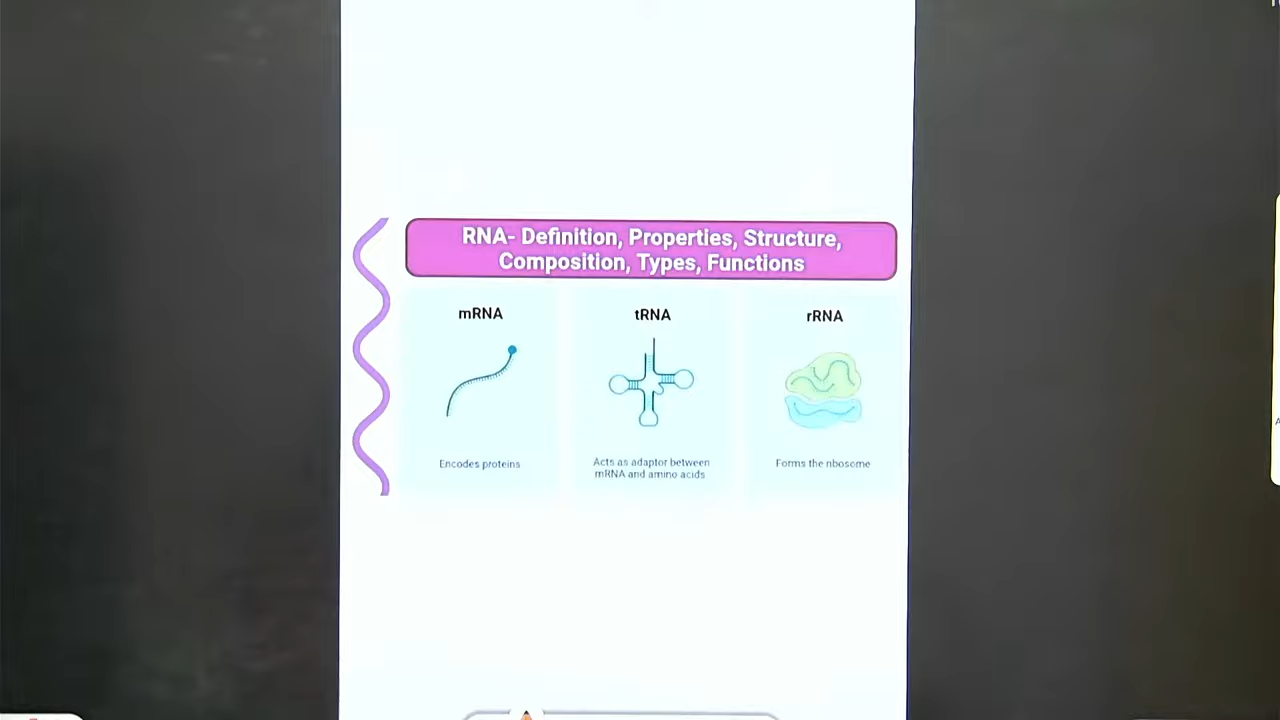 RNA- Definition, Properties, Structure,
Composition, Types, Functions
mRNA
tRNA
rRNA
Encodes proteins
Acts as adaptor between
mRNA and amino acids
Forms the ribosome